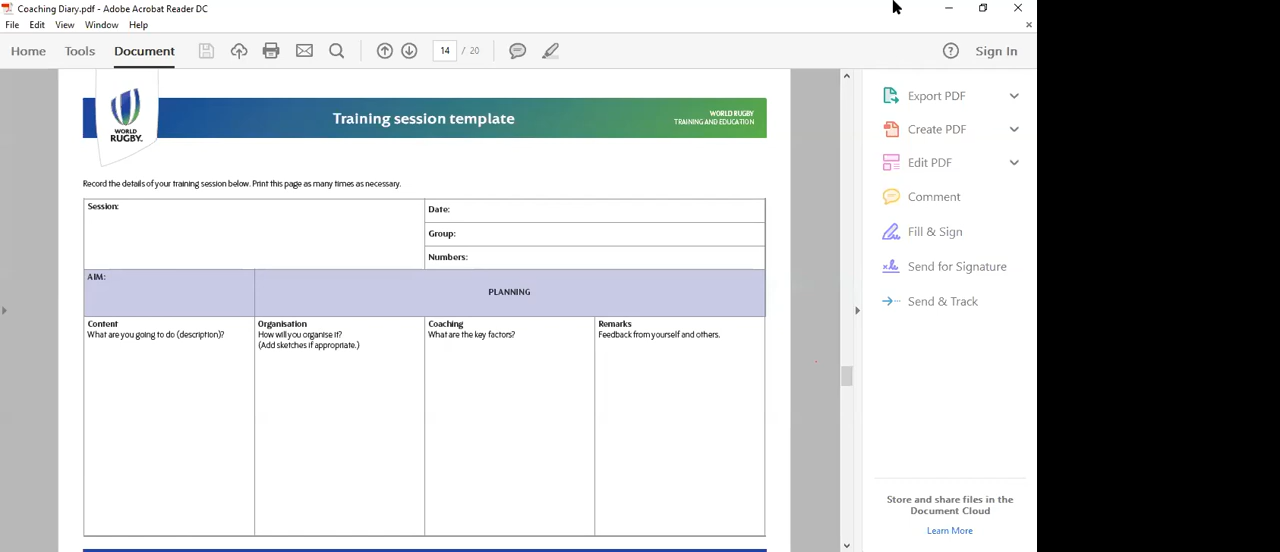 Coaching Diary.pdf - Adobe Acrobat Reader DC
File Edit View Window Help
Home Tools Document 14 / 20 Sign In
Training session template
WORLD RUGBY
TRAINING AND EDUCATION
WORLD
RUGBY.
Record the details of your training session below. Print this page as many times as necessary.
Session:
Date:
Group:
Numbers:
AIM:
PLANNING
Content
What are you going to do (description)?
Organisation
How will you organise it?
(Add sketches if appropriate.)
Coaching
What are the key factors?
Remarks
Feedback from yourself and others.
Export PDF
Create PDF
Edit PDF
Comment
Fill & Sign
Send for Signature
Send & Track
Store and share files in the
Document Cloud
Learn More